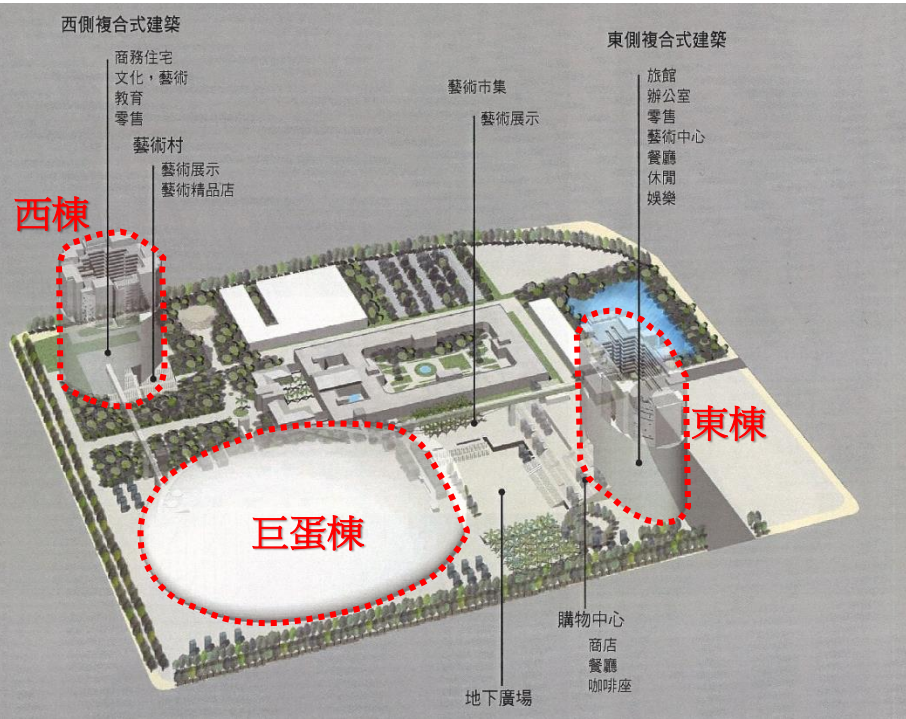 西側複合式建築
商務住宅
文化，藝術
教育
零售
藝術村
藝術展示
藝術精品店
藝術市集
藝術展示
東側複合式建築
旅館
辦公室
零售
藝術中心
餐廳
休閒
娛樂
西棟
東棟
巨蛋棟
購物中心
商店
餐廳
咖啡座
地下廣場